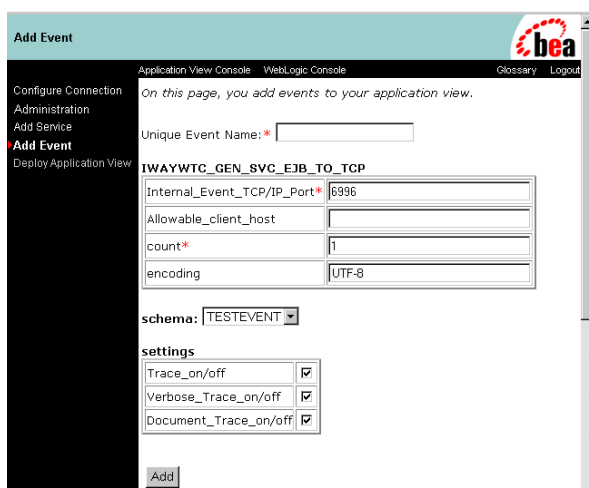 Add Event
bea
Application View Console WebLogic Console Glossary Logout
Configure Connection
Administration
Add Service
Add Event
Deploy Application View
On this page, you add events to your application view.
Unique Event Name:*
IWAYWTC_GEN_SVC_EJB_TO_TCP
Internal_Event_TCP/IP_Port* 6996
Allowable_client_host
count* 1
encoding UTF-8
schema: TESTEVENT
settings
Trace_on/off
Verbose_Trace_on/off
Document_Trace_on/off
Add